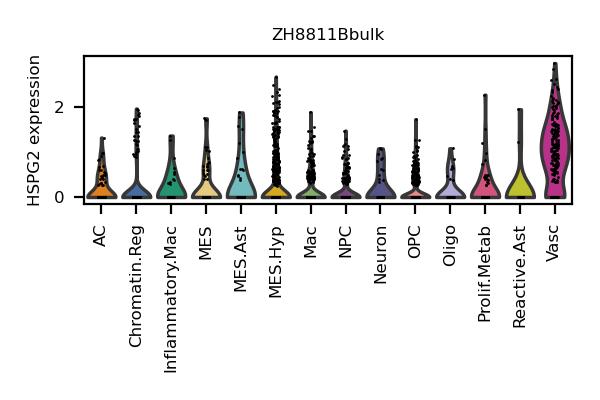 ZH8811Bbulk
HSPG2 expression
2
0
AC
Chromatin.Reg
Inflammatory.Mac
MES
MES.Ast
MES.Hyp
Mac
NPC
Neuron
OPC
Oligo
Prolif.Metab
Reactive.Ast
Vasc